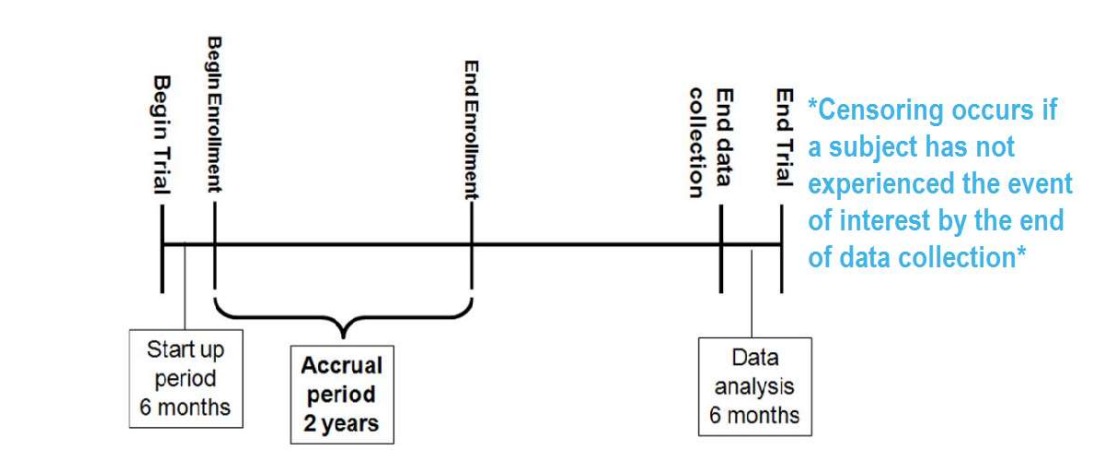 Begin Trial
Begin Enrollment
End Enrollment
End data
collection
End Trial
*Censoring occurs if
a subject has not
experienced the event
of interest by the end
of data collection*
Start up
period
6 months
Accrual
period
2 years
Data
analysis
6 months